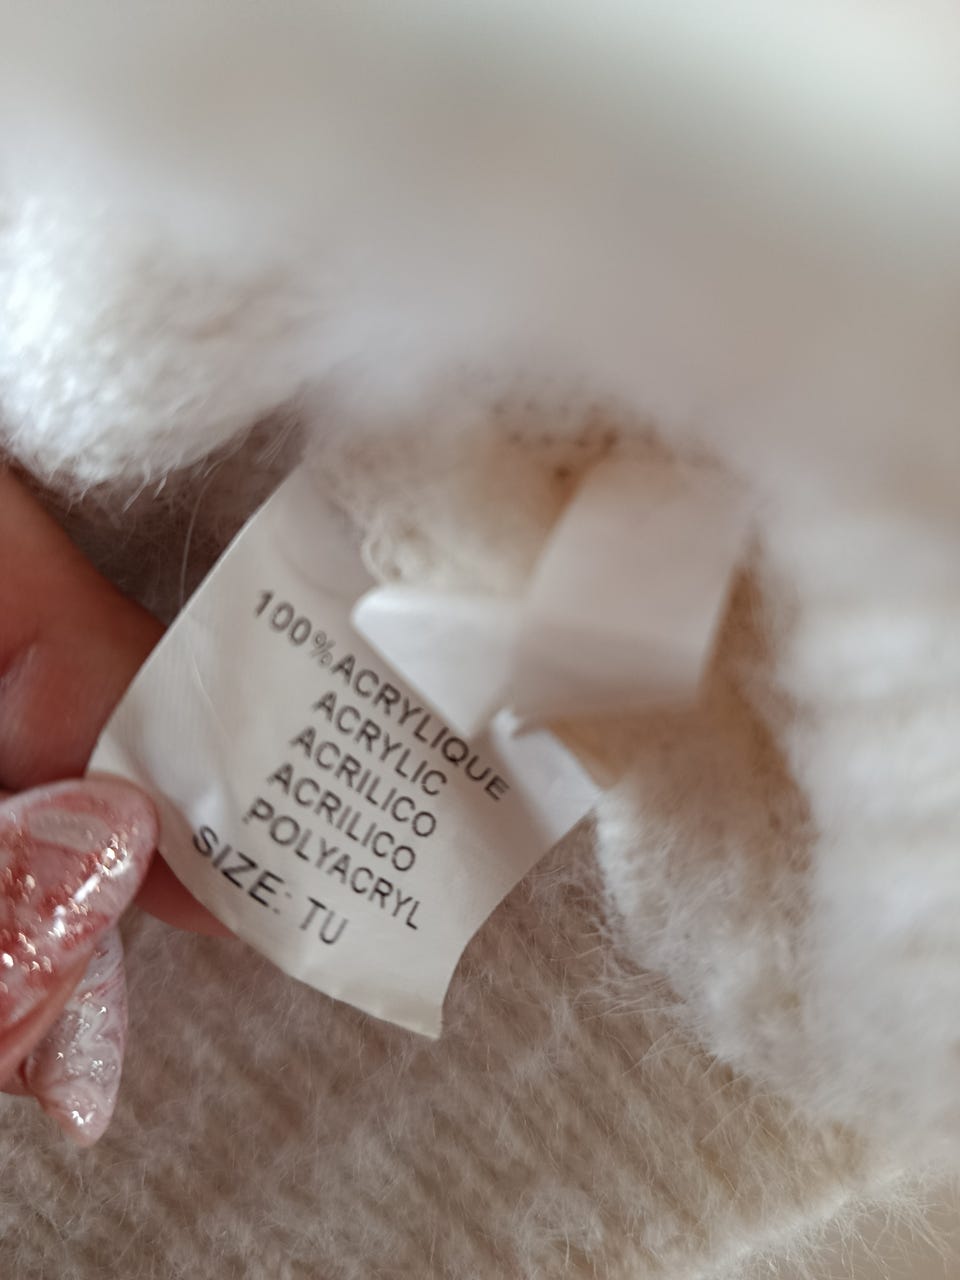 100%ACRYLIQUE
ACRYLIC
ACRILICO
ACRILICO
POLYACRYL
SIZE: TU